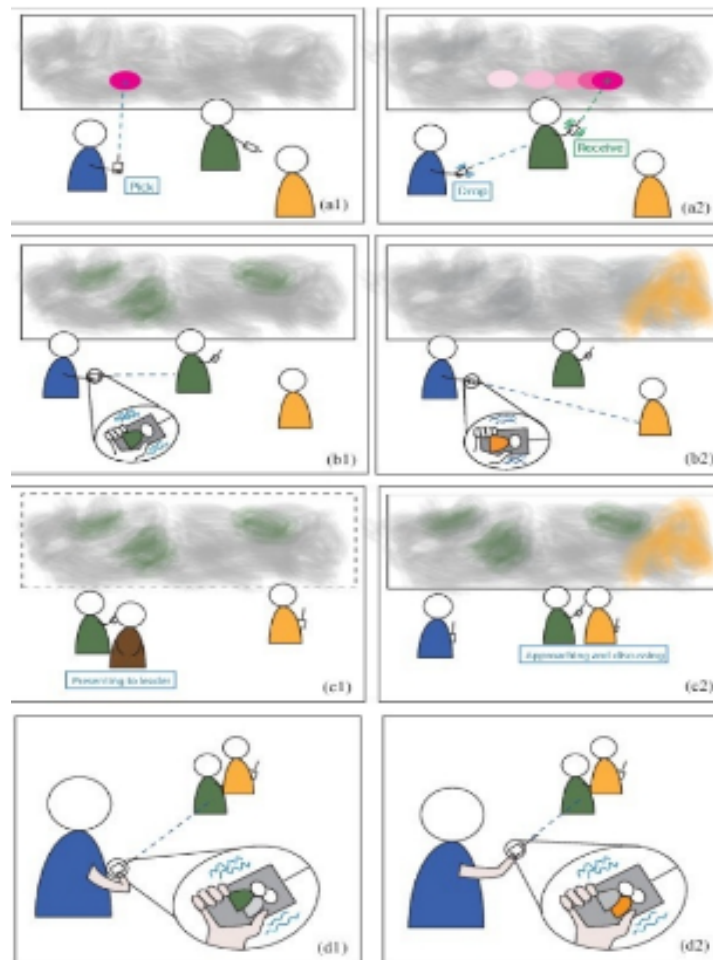 Pick
(a1)
Receive
Drop
(a2)
(b1)
(b2)
Presenting to leader
(c1)
Approaching and discussing
(c2)
(d1)
(d2)